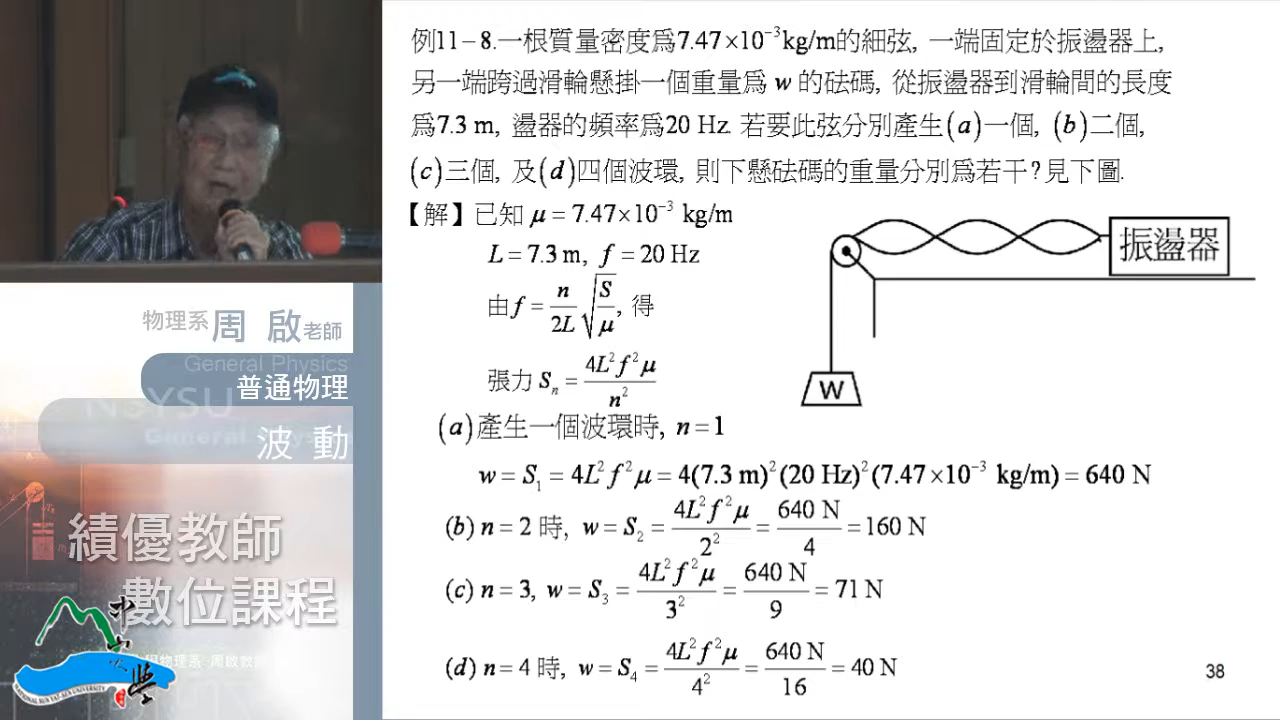 例11–8.一根質量密度爲7.47×10⁻³kg/m的細弦, 一端固定於振盪器上,
另一端跨過滑輪懸掛一個重量爲 w 的砝碼, 從振盪器到滑輪間的長度
爲7.3 m, 盪器的頻率爲20 Hz. 若要此弦分別產生(a)一個, (b)二個,
(c)三個, 及(d)四個波環, 則下懸砝碼的重量分別爲若干?見下圖.
【解】已知 μ = 7.47×10⁻³ kg/m
L = 7.3 m, f = 20 Hz
由 f = n/2L √(S/μ), 得
張力 Sₙ = 4L²f²μ/n²
振盪器
W
(a)產生一個波環時, n = 1
w = S₁ = 4L²f²μ = 4(7.3 m)²(20 Hz)²(7.47×10⁻³ kg/m) = 640 N
(b) n = 2 時, w = S₂ = 4L²f²μ/2² = 640 N/4 = 160 N
(c) n = 3, w = S₃ = 4L²f²μ/3² = 640 N/9 = 71 N
(d) n = 4 時, w = S₄ = 4L²f²μ/4² = 640 N/16 = 40 N
38
物理系 周 啟 老師
General Physics
普通物理
General Physics
波 動
績優教師
數位課程